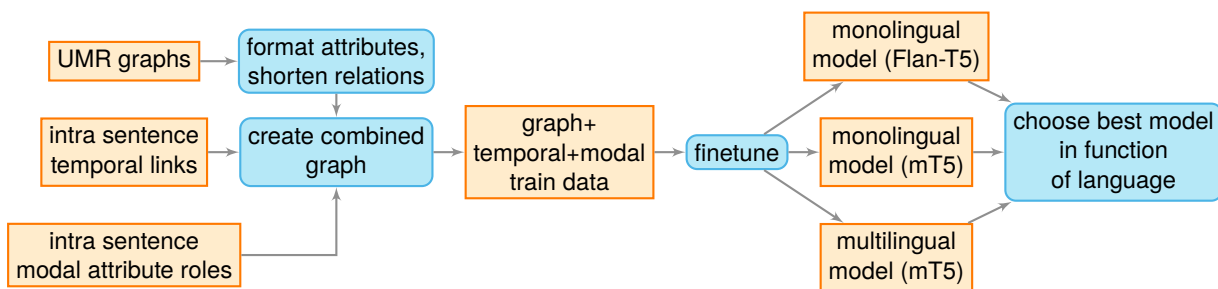 UMR graphs
format attributes,
shorten relations
intra sentence
temporal links
create combined
graph
intra sentence
modal attribute roles
graph+
temporal+modal
train data
finetune
monolingual
model (Flan-T5)
monolingual
model (mT5)
multilingual
model (mT5)
choose best model
in function
of language